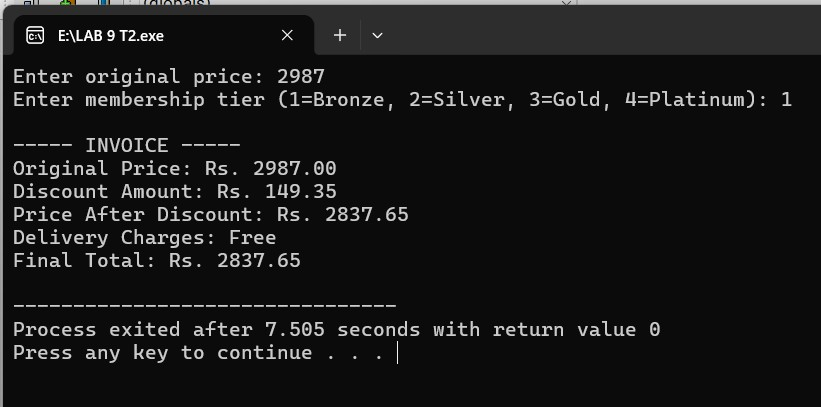 (globals)
E:\LAB 9 T2.exe
Enter original price: 2987
Enter membership tier (1=Bronze, 2=Silver, 3=Gold, 4=Platinum): 1
----- INVOICE -----
Original Price: Rs. 2987.00
Discount Amount: Rs. 149.35
Price After Discount: Rs. 2837.65
Delivery Charges: Free
Final Total: Rs. 2837.65
--------------------------------
Process exited after 7.505 seconds with return value 0
Press any key to continue . . .